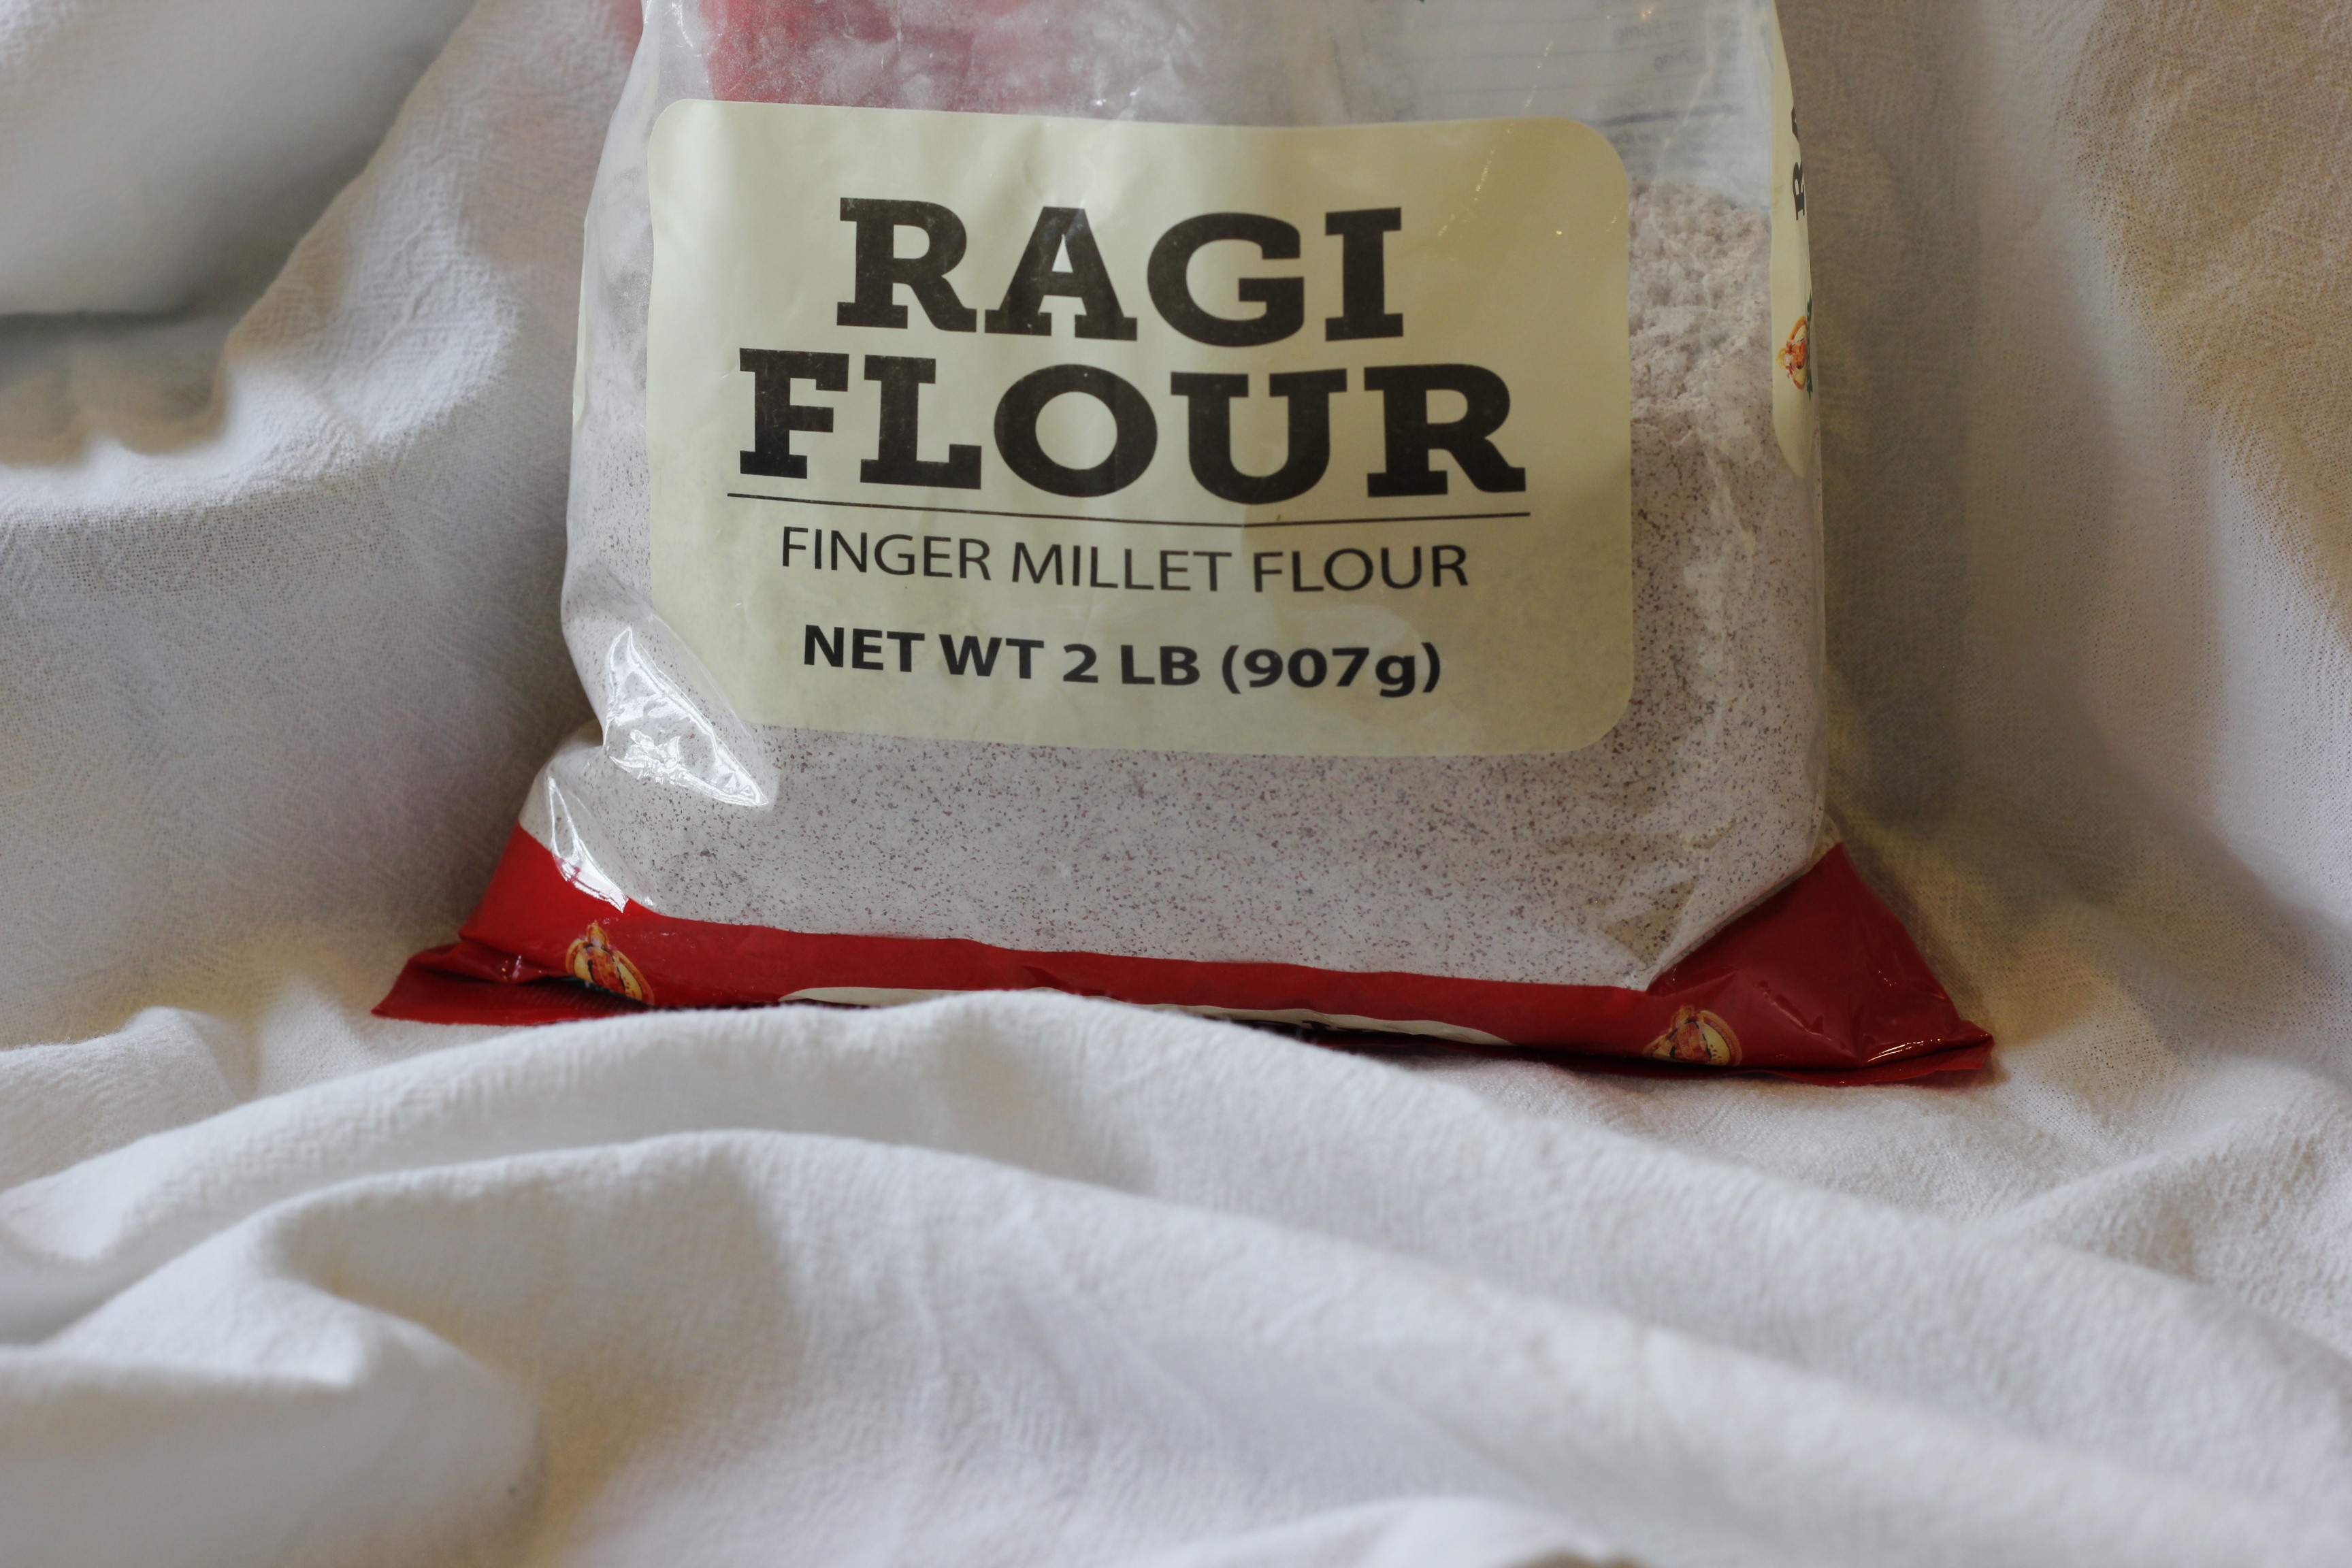 RAGI
FLOUR
FINGER MILLET FLOUR
NET WT 2 LB (907g)